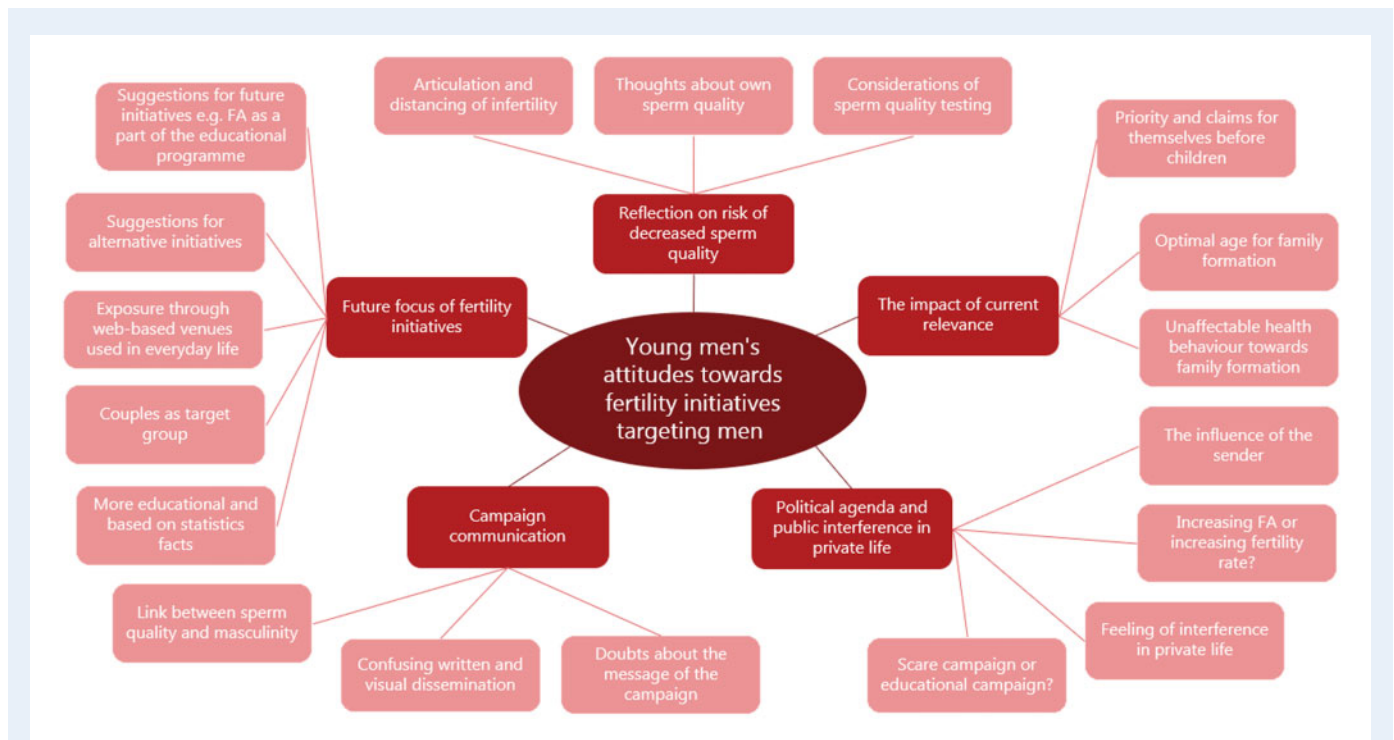 Articulation and
distancing of infertility
Thoughts about own
sperm quality
Considerations of
sperm quality testing
Suggestions for future
initiatives e.g. FA as a
part of the educational
programme
Priority and claims for
themselves before
children
Suggestions for
alternative initiatives
Reflection on risk of
decreased sperm
quality
Optimal age for family
formation
Exposure through
web-based venues
used in everyday life
Future focus of fertility
initiatives
The impact of current
relevance
Unaffectable health
behaviour towards
family formation
Young men's
attitudes towards
fertility initiatives
targeting men
Couples as target
group
The influence of the
sender
More educational and
based on statistics
facts
Campaign
communication
Political agenda and
public interference in
private life
Increasing FA or
increasing fertility
rate?
Link between sperm
quality and masculinity
Confusing written and
visual dissemination
Doubts about the
message of the
campaign
Scare campaign or
educational campaign?
Feeling of interference
in private life